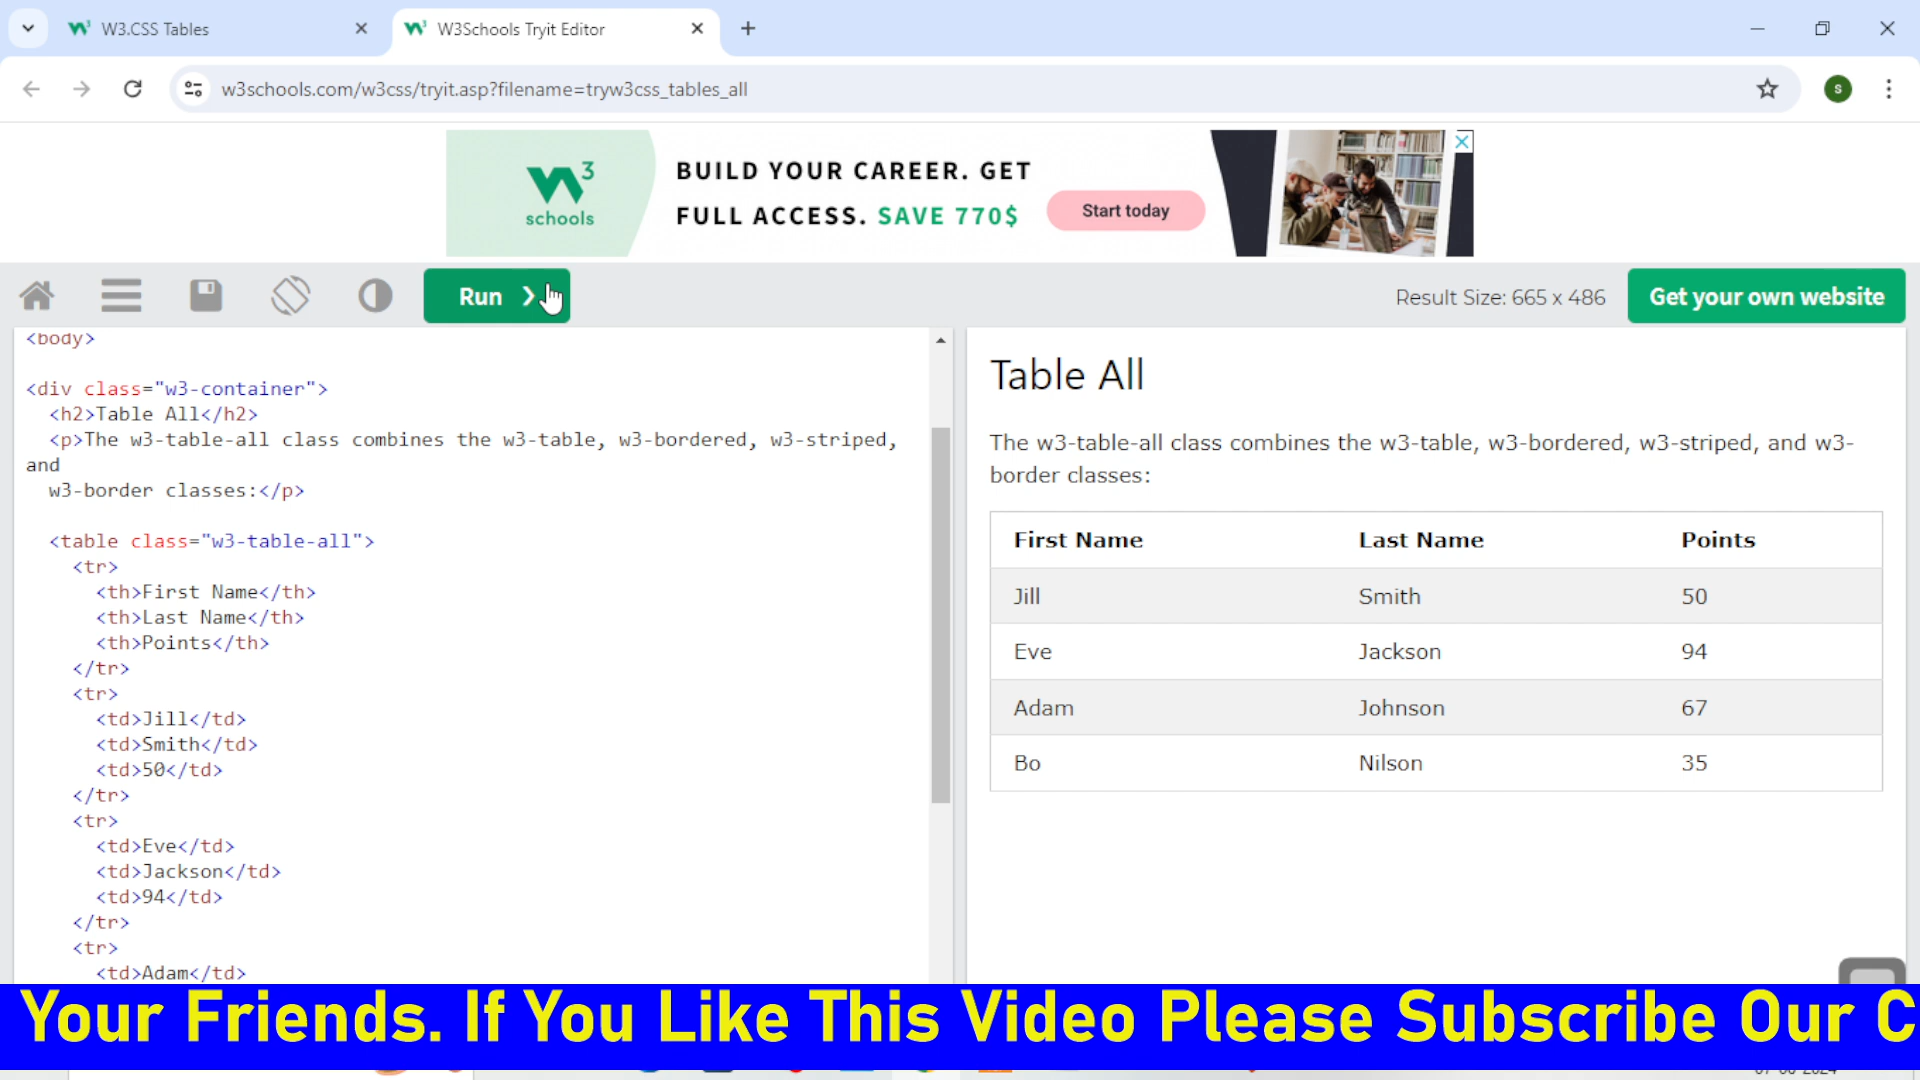 W3.CSS Tables
W3Schools Tryit Editor
w3schools.com/w3css/tryit.asp?filename=tryw3css_tables_all
S
W3
schools
BUILD YOUR CAREER. GET
FULL ACCESS. SAVE 770$
Start today
Run ❯
Result Size: 665 x 486
Get your own website
<body>
<div class="w3-container">
<h2>Table All</h2>
<p>The w3-table-all class combines the w3-table, w3-bordered, w3-striped,
and
w3-border classes:</p>
<table class="w3-table-all">
<tr>
<th>First Name</th>
<th>Last Name</th>
<th>Points</th>
</tr>
<tr>
<td>Jill</td>
<td>Smith</td>
<td>50</td>
</tr>
<tr>
<td>Eve</td>
<td>Jackson</td>
<td>94</td>
</tr>
<tr>
<td>Adam</td>
Table All
The w3-table-all class combines the w3-table, w3-bordered, w3-striped, and w3-
border classes:
First Name Last Name Points
Jill Smith 50
Eve Jackson 94
Adam Johnson 67
Bo Nilson 35
Your Friends. If You Like This Video Please Subscribe Our C